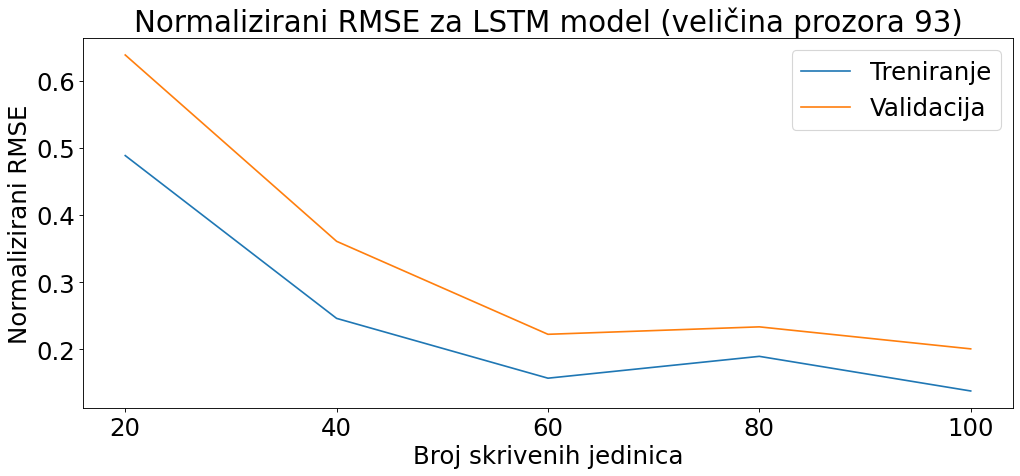 Normalizirani RMSE za LSTM model (veličina prozora 93)
Treniranje
Validacija
Normalizirani RMSE
0.6
0.5
0.4
0.3
0.2
20 40 60 80 100
Broj skrivenih jedinica